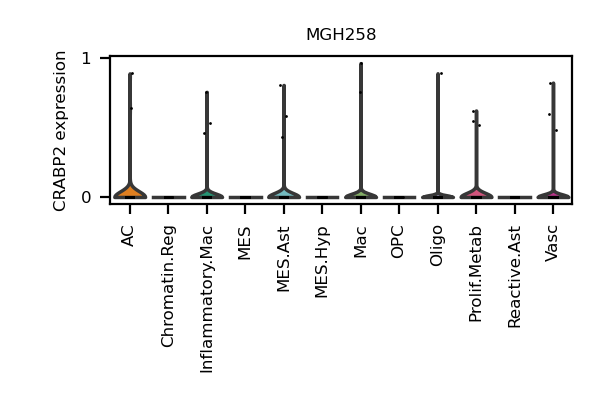 MGH258
CRABP2 expression
1
0
AC
Chromatin.Reg
Inflammatory.Mac
MES
MES.Ast
MES.Hyp
Mac
OPC
Oligo
Prolif.Metab
Reactive.Ast
Vasc